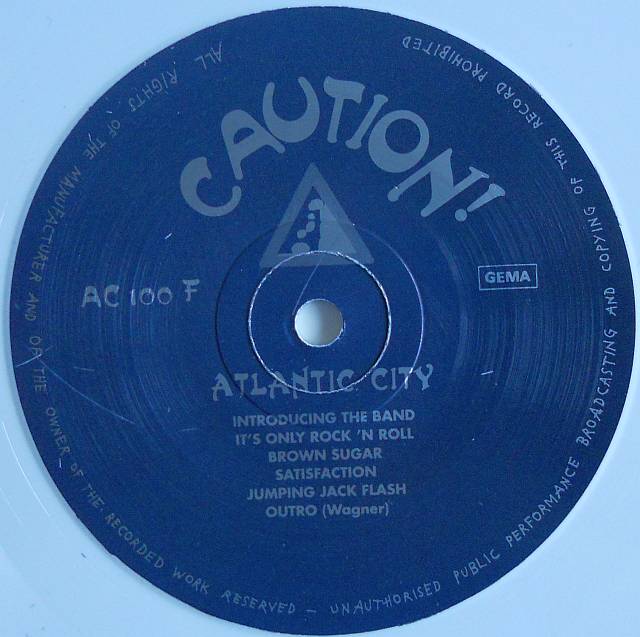 ALL RIGHTS OF THE MANUFACTURER AND OF THE OWNER OF THE RECORDED WORK RESERVED – UNAUTHORISED PUBLIC PERFORMANCE BROADCASTING AND COPYING OF THIS RECORD PROHIBITED
CAUTION!
GEMA
AC 100 F
ATLANTIC CITY
INTRODUCING THE BAND
IT'S ONLY ROCK 'N ROLL
BROWN SUGAR
SATISFACTION
JUMPING JACK FLASH
OUTRO (Wagner)